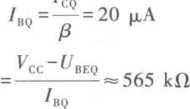 I_BQ = I_CQ / β = 20 μA
= (V_CC − U_BEQ) / I_BQ ≈ 565 kΩ